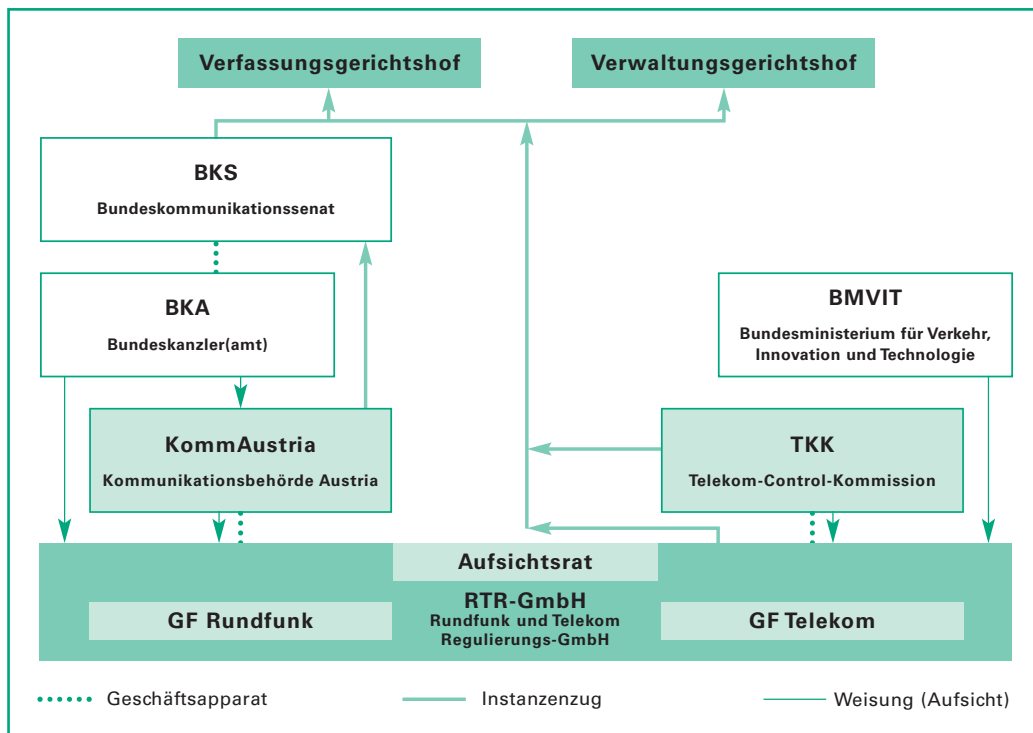 Verfassungsgerichtshof
Verwaltungsgerichtshof
BKS
Bundeskommunikationssenat
BKA
Bundeskanzler(amt)
BMVIT
Bundesministerium für Verkehr,
Innovation und Technologie
KommAustria
Kommunikationsbehörde Austria
TKK
Telekom-Control-Kommission
Aufsichtsrat
RTR-GmbH
Rundfunk und Telekom
Regulierungs-GmbH
GF Rundfunk
GF Telekom
Geschäftsapparat
Instanzenzug
Weisung (Aufsicht)